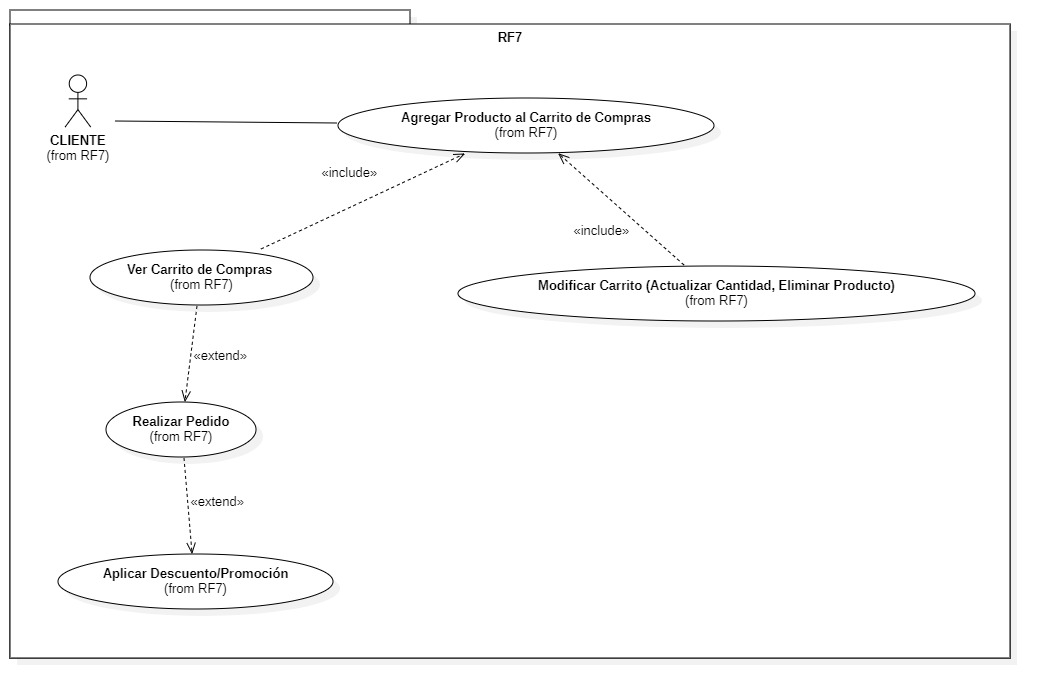 RF7
CLIENTE
(from RF7)
Agregar Producto al Carrito de Compras
(from RF7)
«include»
«include»
Ver Carrito de Compras
(from RF7)
Modificar Carrito (Actualizar Cantidad, Eliminar Producto)
(from RF7)
«extend»
Realizar Pedido
(from RF7)
«extend»
Aplicar Descuento/Promoción
(from RF7)